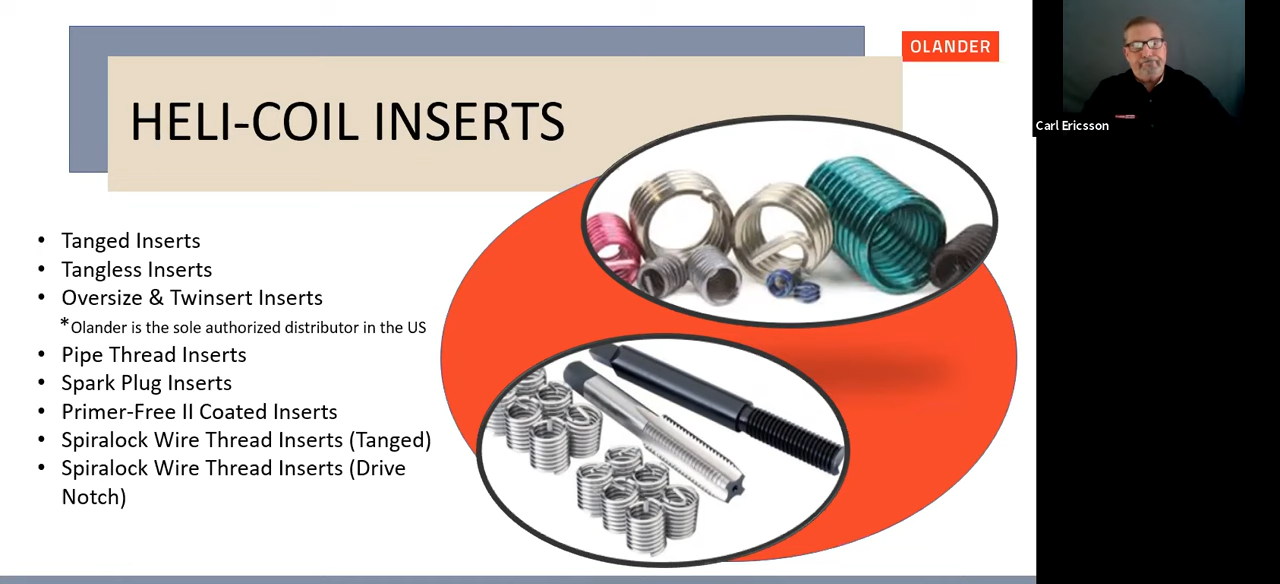 OLANDER
HELI-COIL INSERTS
Carl Ericsson
• Tanged Inserts
• Tangless Inserts
• Oversize & Twinsert Inserts
*Olander is the sole authorized distributor in the US
• Pipe Thread Inserts
• Spark Plug Inserts
• Primer-Free II Coated Inserts
• Spiralock Wire Thread Inserts (Tanged)
• Spiralock Wire Thread Inserts (Drive
Notch)